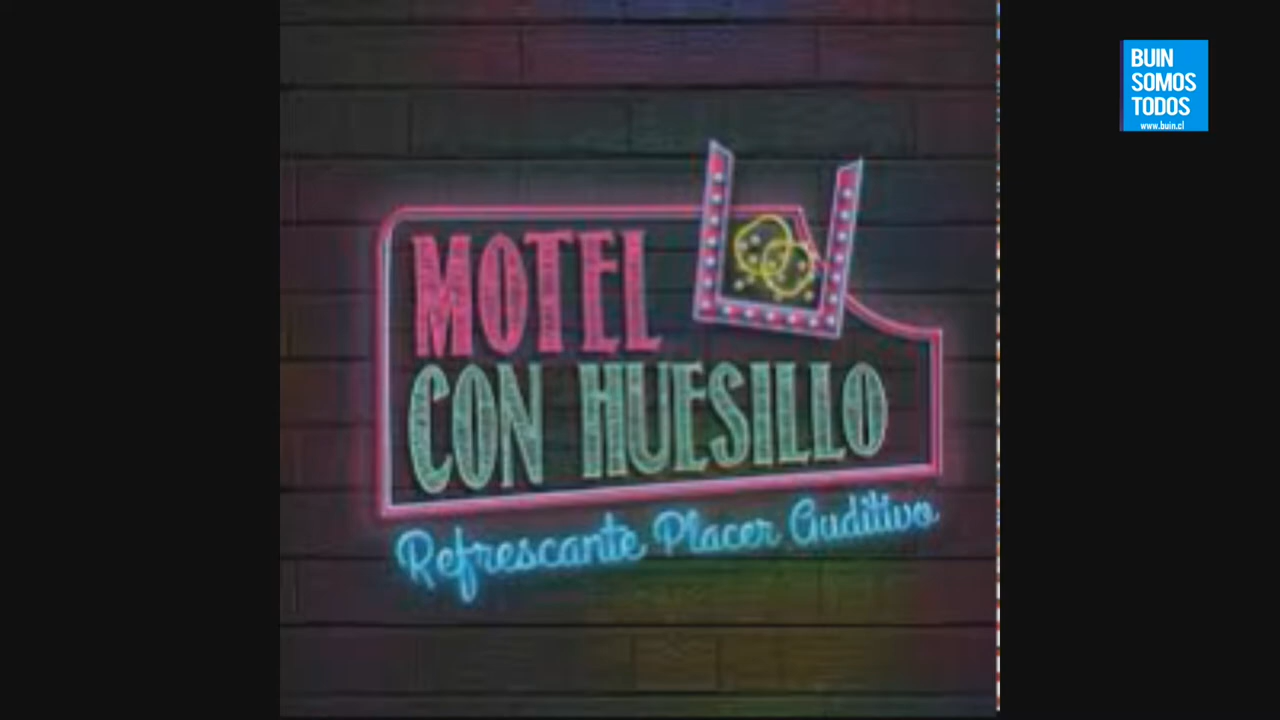 MOTEL
CON HUESILLO
Refrescante Placer Auditivo
BUIN
SOMOS
TODOS
www.buin.cl